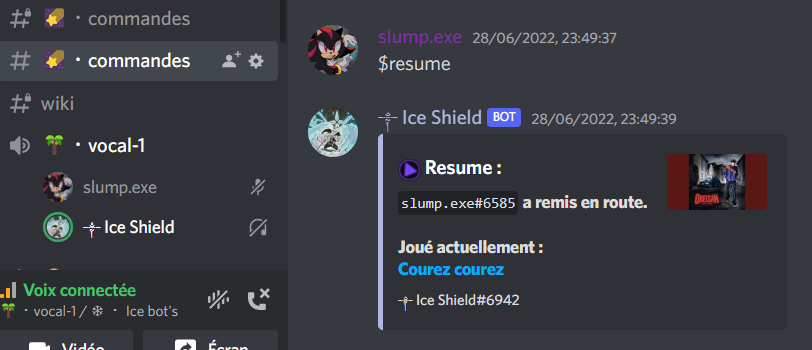 commandes
commandes
wiki
vocal-1
slump.exe
Ice Shield
Voix connectée
vocal-1 / ❄ · Ice bot's
Vidéo
Écran
slump.exe 28/06/2022, 23:49:37
$resume
Ice Shield BOT 28/06/2022, 23:49:39
Resume :
slump.exe#6585 a remis en route.
Joué actuellement :
Courez courez
Ice Shield#6942